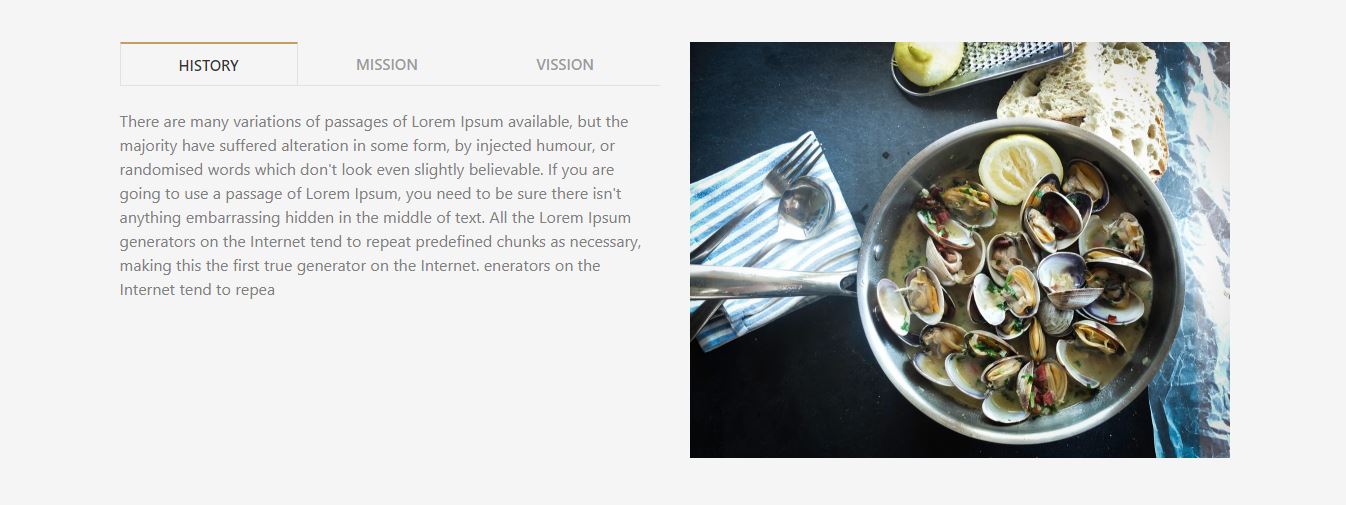 HISTORY MISSION VISSION
There are many variations of passages of Lorem Ipsum available, but the
majority have suffered alteration in some form, by injected humour, or
randomised words which don't look even slightly believable. If you are
going to use a passage of Lorem Ipsum, you need to be sure there isn't
anything embarrassing hidden in the middle of text. All the Lorem Ipsum
generators on the Internet tend to repeat predefined chunks as necessary,
making this the first true generator on the Internet. enerators on the
Internet tend to repea